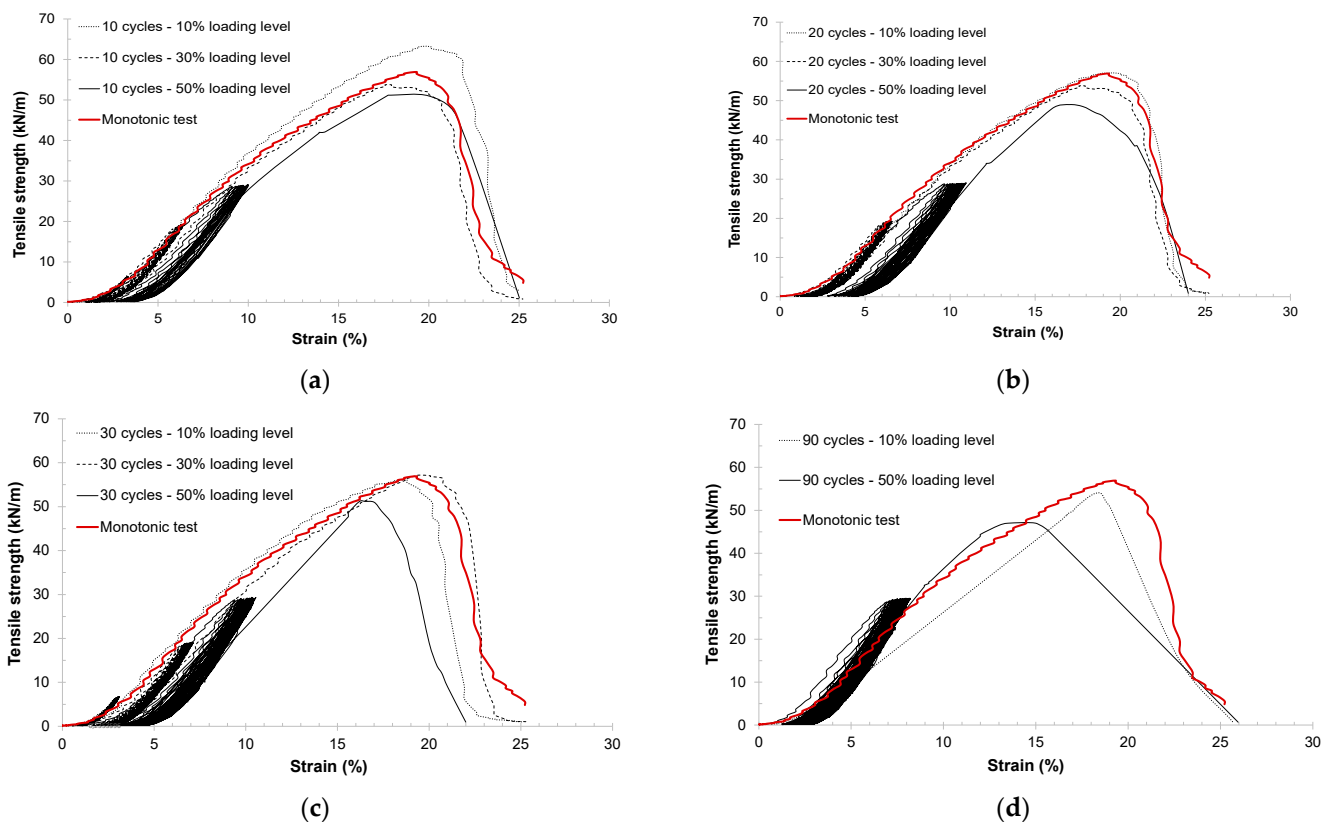 10 cycles - 10% loading level
10 cycles - 30% loading level
10 cycles - 50% loading level
Monotonic test
Tensile strength (kN/m)
70
60
50
40
30
20
10
0
0 5 10 15 20 25 30
Strain (%)
(a)
20 cycles - 10% loading level
20 cycles - 30% loading level
20 cycles - 50% loading level
Monotonic test
Tensile strength (kN/m)
70
60
50
40
30
20
10
0
0 5 10 15 20 25 30
Strain (%)
(b)
30 cycles - 10% loading level
30 cycles - 30% loading level
30 cycles - 50% loading level
Monotonic test
Tensile strength (kN/m)
70
60
50
40
30
20
10
0
0 5 10 15 20 25 30
Strain (%)
(c)
90 cycles - 10% loading level
90 cycles - 50% loading level
Monotonic test
Tensile strength (kN/m)
70
60
50
40
30
20
10
0
0 5 10 15 20 25 30
Strain (%)
(d)